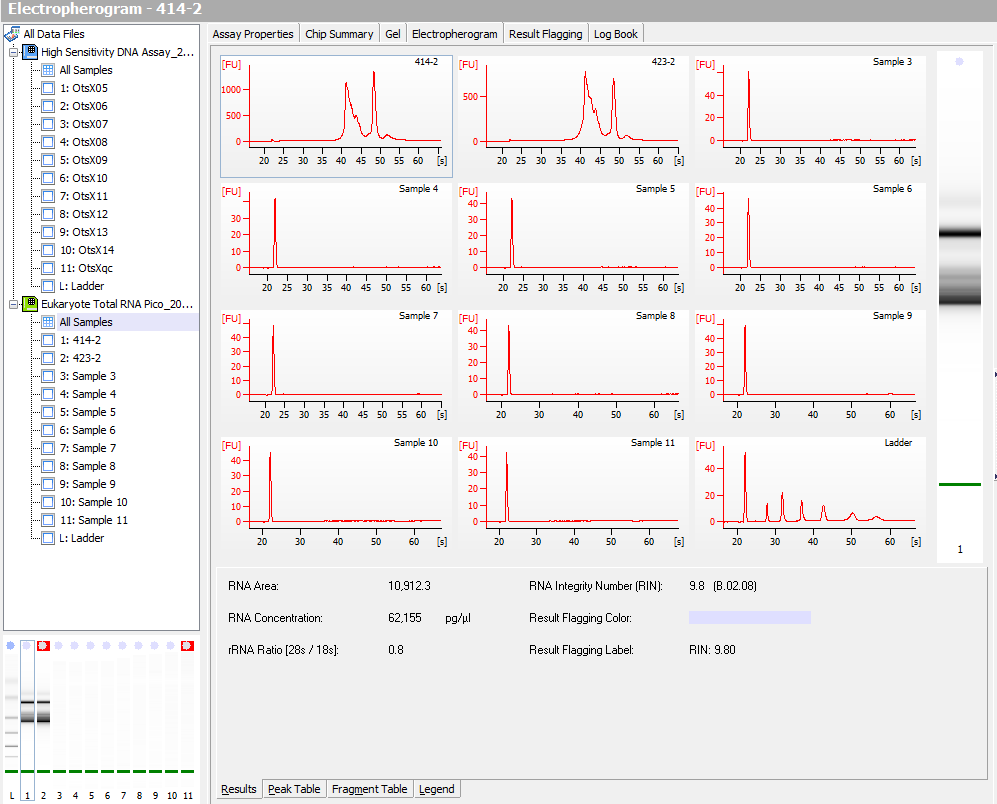 Electropherogram - 414-2
All Data Files
High Sensitivity DNA Assay_2...
All Samples
1: OtsX05
2: OtsX06
3: OtsX07
4: OtsX08
5: OtsX09
6: OtsX10
7: OtsX11
8: OtsX12
9: OtsX13
10: OtsX14
11: OtsXqc
L: Ladder
Eukaryote Total RNA Pico_20...
All Samples
1: 414-2
2: 423-2
3: Sample 3
4: Sample 4
5: Sample 5
6: Sample 6
7: Sample 7
8: Sample 8
9: Sample 9
10: Sample 10
11: Sample 11
L: Ladder
L 1 2 3 4 5 6 7 8 9 10 11
Assay Properties Chip Summary Gel Electropherogram Result Flagging Log Book
[FU] 414-2
1000
500
0
20 25 30 35 40 45 50 55 60 [s]
[FU] 423-2
500
0
20 25 30 35 40 45 50 55 60 [s]
[FU] Sample 3
40
20
0
20 25 30 35 40 45 50 55 60 [s]
[FU] Sample 4
30
20
10
0
20 25 30 35 40 45 50 55 60 [s]
[FU] Sample 5
40
30
20
10
0
20 25 30 35 40 45 50 55 60 [s]
[FU] Sample 6
40
30
20
10
0
20 25 30 35 40 45 50 55 60 [s]
[FU] Sample 7
40
30
20
10
0
20 25 30 35 40 45 50 55 60 [s]
[FU] Sample 8
40
30
20
10
0
20 30 40 50 60 [s]
[FU] Sample 9
40
30
20
10
0
20 30 40 50 60 [s]
[FU] Sample 10
40
30
20
10
0
20 30 40 50 60 [s]
[FU] Sample 11
40
30
20
10
0
20 30 40 50 60 [s]
[FU] Ladder
40
20
0
20 30 40 50 60 [s]
1
RNA Area: 10,912.3 RNA Integrity Number (RIN): 9.8 (B.02.08)
RNA Concentration: 62,155 pg/µl Result Flagging Color:
rRNA Ratio [28s / 18s]: 0.8 Result Flagging Label: RIN: 9.80
Results Peak Table Fragment Table Legend